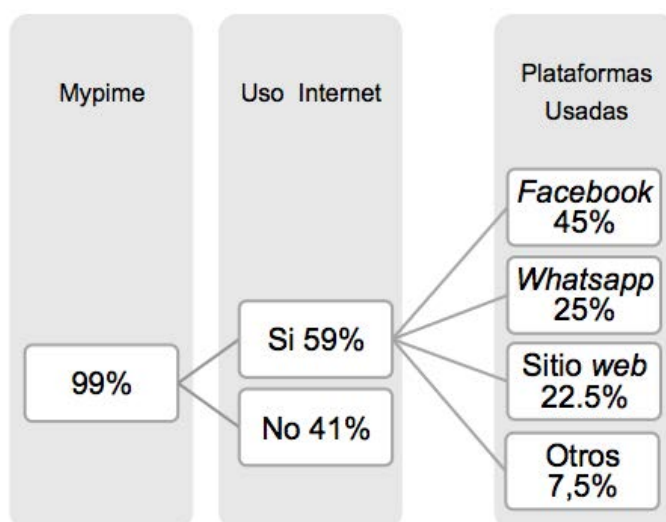 Mypime
99%
Uso Internet
Si 59%
No 41%
Plataformas
Usadas
Facebook
45%
Whatsapp
25%
Sitio web
22.5%
Otros
7,5%